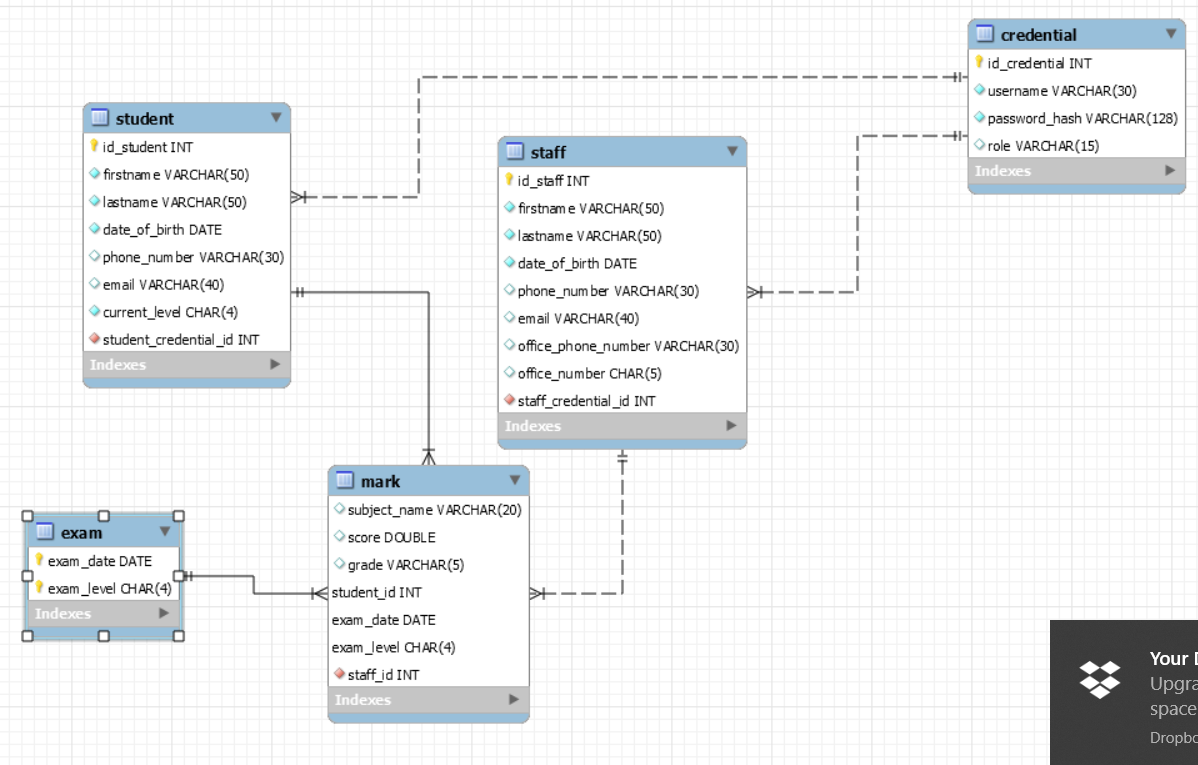 credential
id_credential INT
username VARCHAR(30)
password_hash VARCHAR(128)
role VARCHAR(15)
Indexes
student
id_student INT
firstname VARCHAR(50)
lastname VARCHAR(50)
date_of_birth DATE
phone_number VARCHAR(30)
email VARCHAR(40)
current_level CHAR(4)
student_credential_id INT
Indexes
staff
id_staff INT
firstname VARCHAR(50)
lastname VARCHAR(50)
date_of_birth DATE
phone_number VARCHAR(30)
email VARCHAR(40)
office_phone_number VARCHAR(30)
office_number CHAR(5)
staff_credential_id INT
Indexes
mark
subject_name VARCHAR(20)
score DOUBLE
grade VARCHAR(5)
student_id INT
exam_date DATE
exam_level CHAR(4)
staff_id INT
Indexes
exam
exam_date DATE
exam_level CHAR(4)
Indexes
Your
Upgra
space
Dropbo